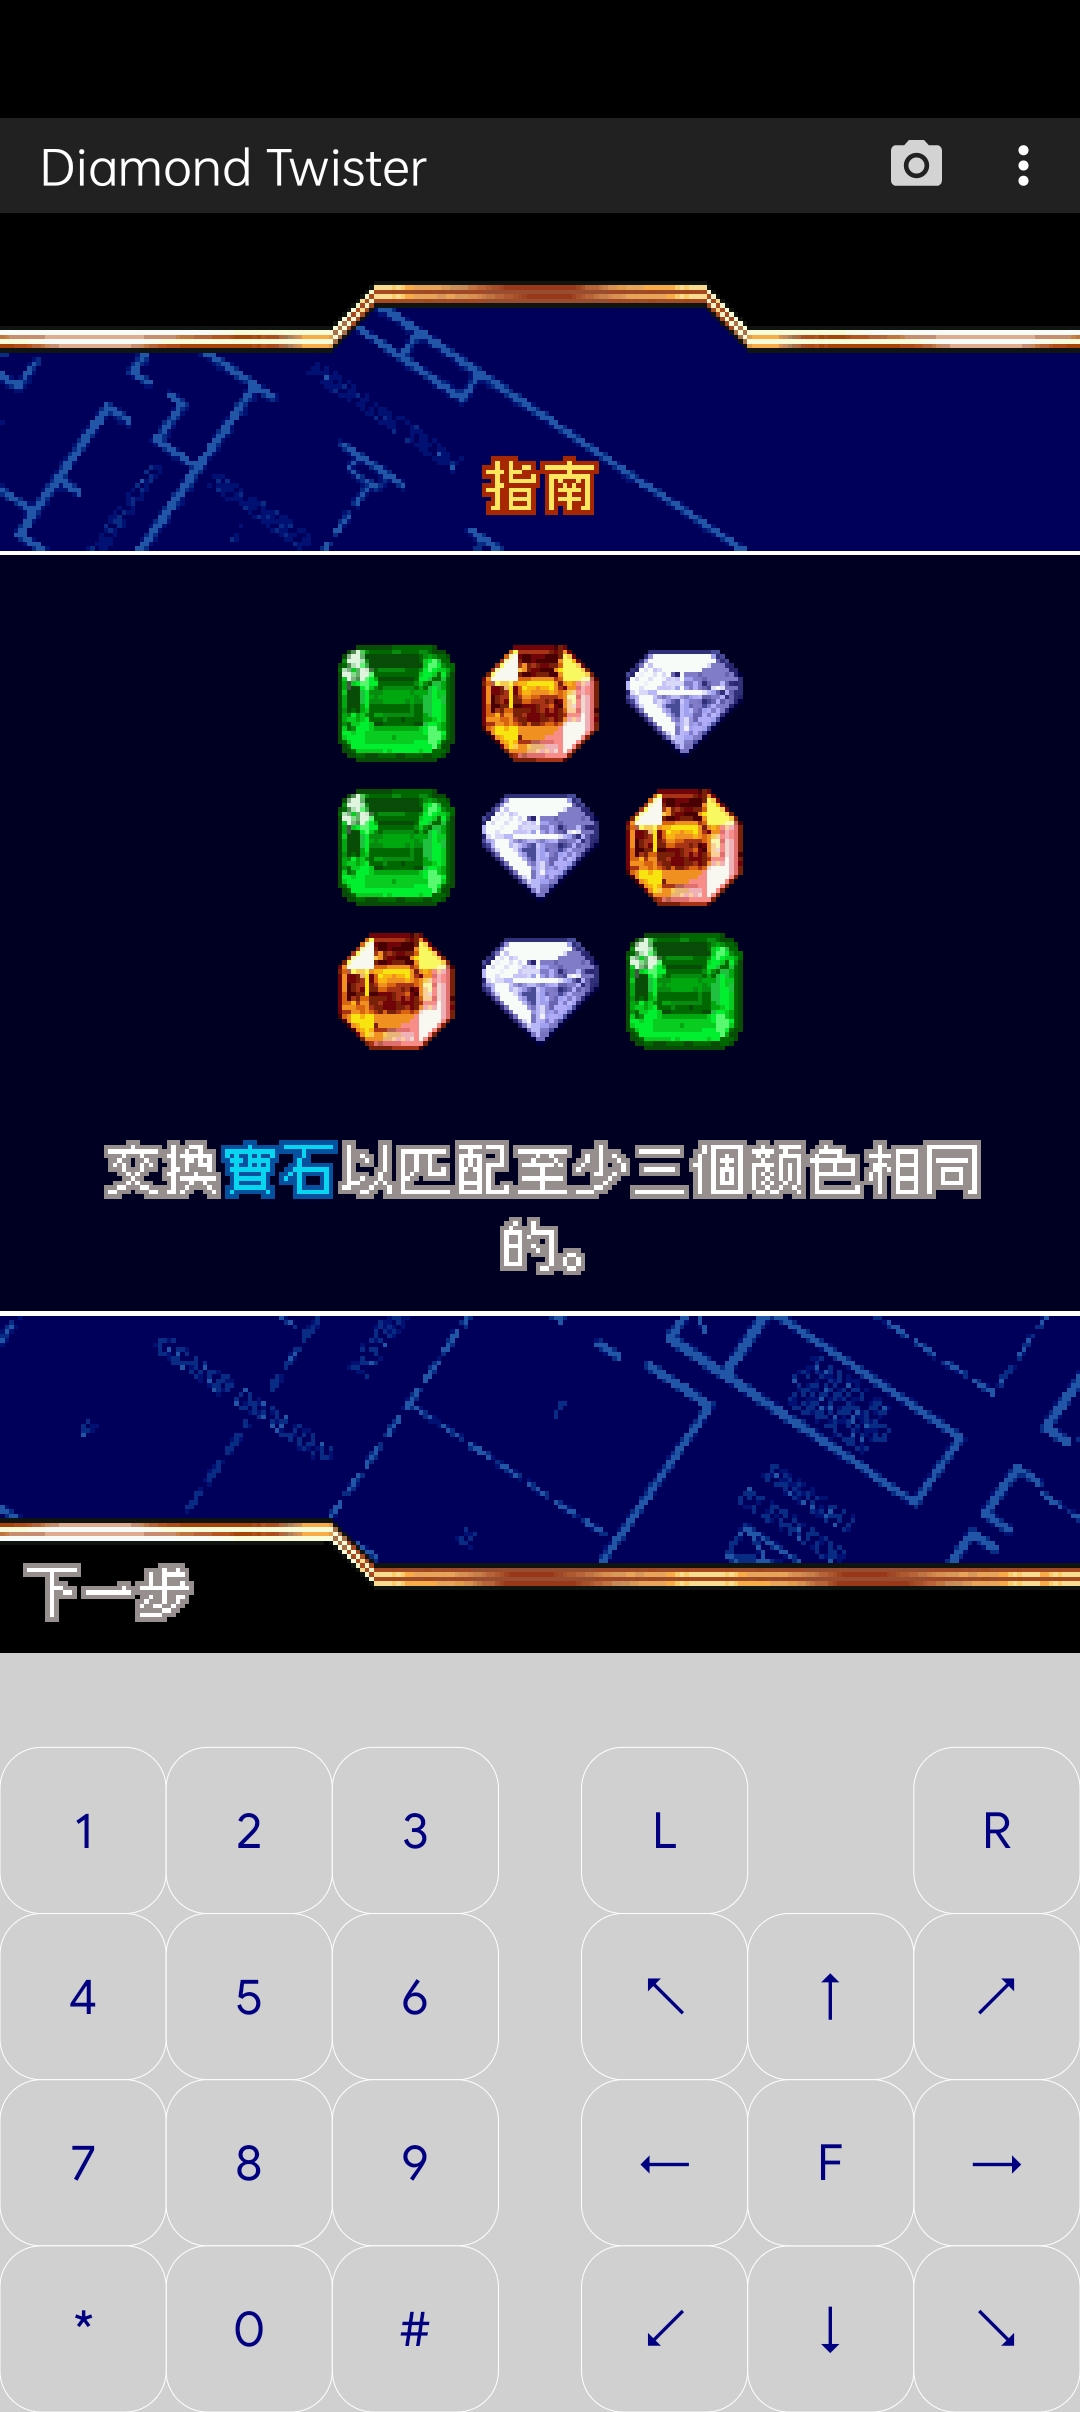 Diamond Twister
指南
交換寶石以匹配至少三個颜色相同
的。
下一步
1 2 3 L R
4 5 6 ↖ ↑ ↗
7 8 9 ← F →
* 0 # ↙ ↓ ↘